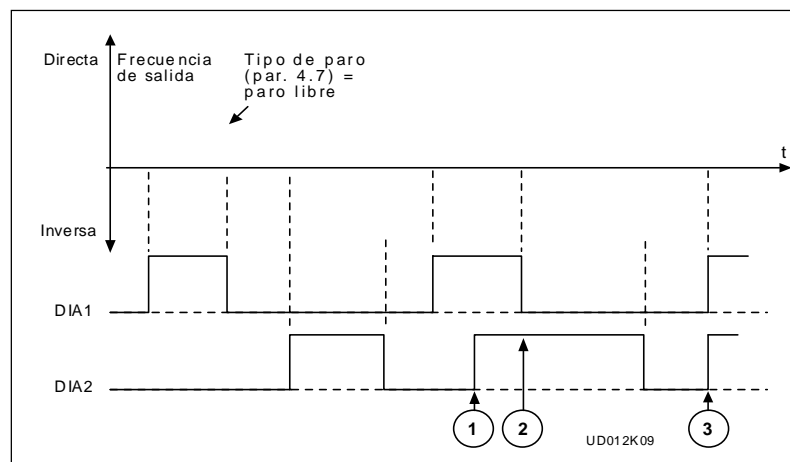 Directa
Frecuencia
de salida
Tipo de paro
(par. 4.7) =
paro libre
t
Inversa
DIA1
DIA2
1
2
3
UD012K09